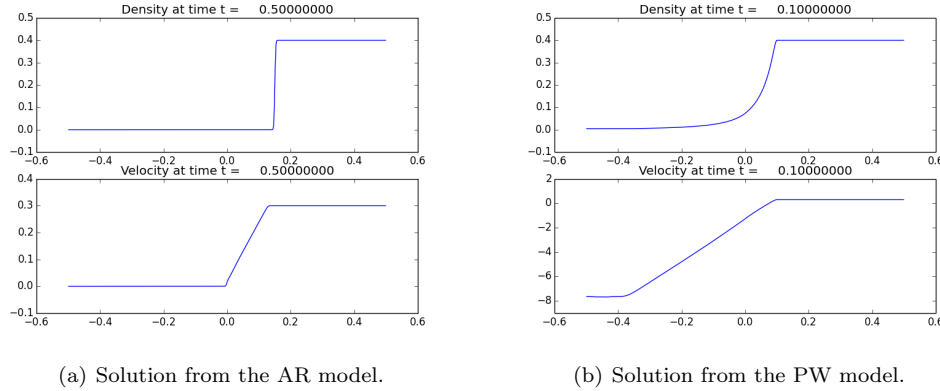 Density at time t = 0.50000000
0.5
0.4
0.3
0.2
0.1
0.0
−0.1
−0.6 −0.4 −0.2 0.0 0.2 0.4 0.6
Velocity at time t = 0.50000000
0.4
0.3
0.2
0.1
0.0
−0.1
−0.6 −0.4 −0.2 0.0 0.2 0.4 0.6
(a) Solution from the AR model.
Density at time t = 0.10000000
0.5
0.4
0.3
0.2
0.1
0.0
−0.1
−0.6 −0.4 −0.2 0.0 0.2 0.4 0.6
Velocity at time t = 0.10000000
2
0
−2
−4
−6
−8
−0.6 −0.4 −0.2 0.0 0.2 0.4 0.6
(b) Solution from the PW model.